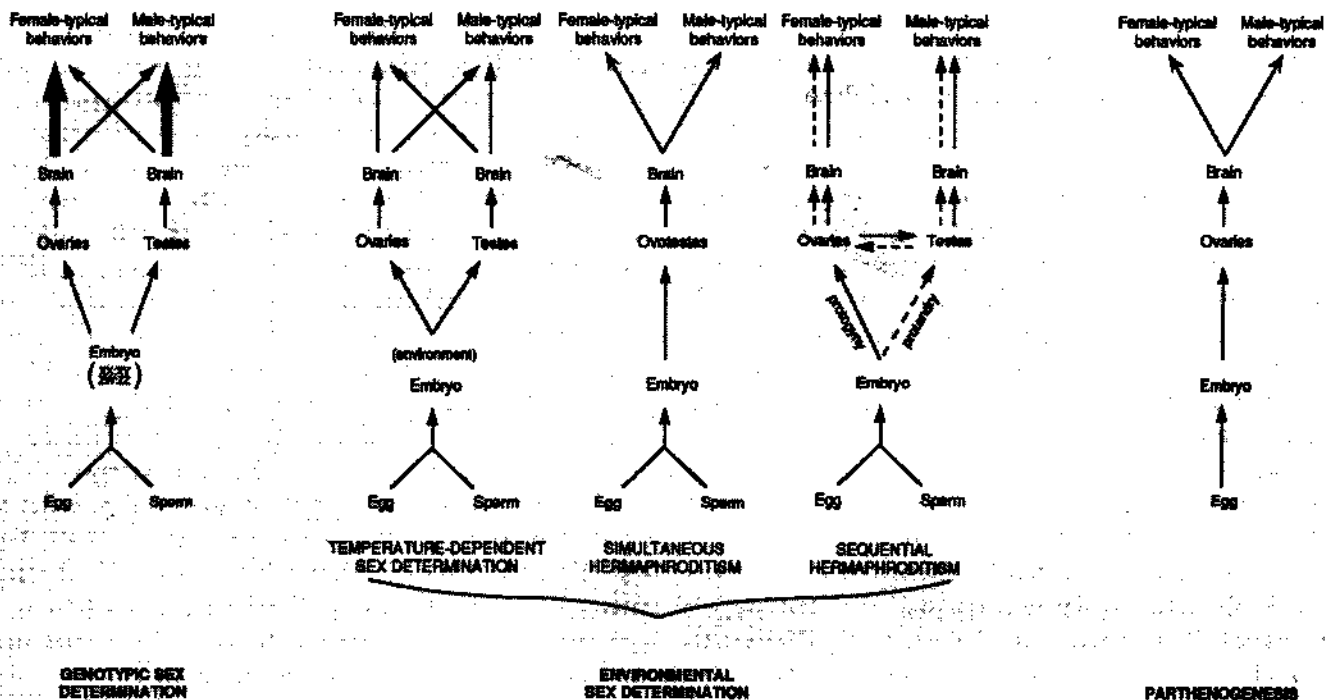 Female-typical behaviors
Male-typical behaviors
Female-typical behaviors
Male-typical behaviors
Female-typical behaviors
Male-typical behaviors
Female-typical behaviors
Male-typical behaviors
Female-typical behaviors
Male-typical behaviors
Brain
Brain
Brain
Brain
Brain
Brain
Brain
Brain
Ovaries
Testes
Ovaries
Testes
Ovotestes
Ovaries
Testes
Ovaries
protogyny
protandry
Embryo
(environment)
Embryo
Embryo
Embryo
Embryo
Egg
Sperm
Egg
Sperm
Egg
Sperm
Egg
Sperm
Egg
TEMPERATURE-DEPENDENT
SEX DETERMINATION
SIMULTANEOUS
HERMAPHRODITISM
SEQUENTIAL
HERMAPHRODITISM
GENOTYPIC SEX
DETERMINATION
ENVIRONMENTAL
SEX DETERMINATION
PARTHENOGENESIS